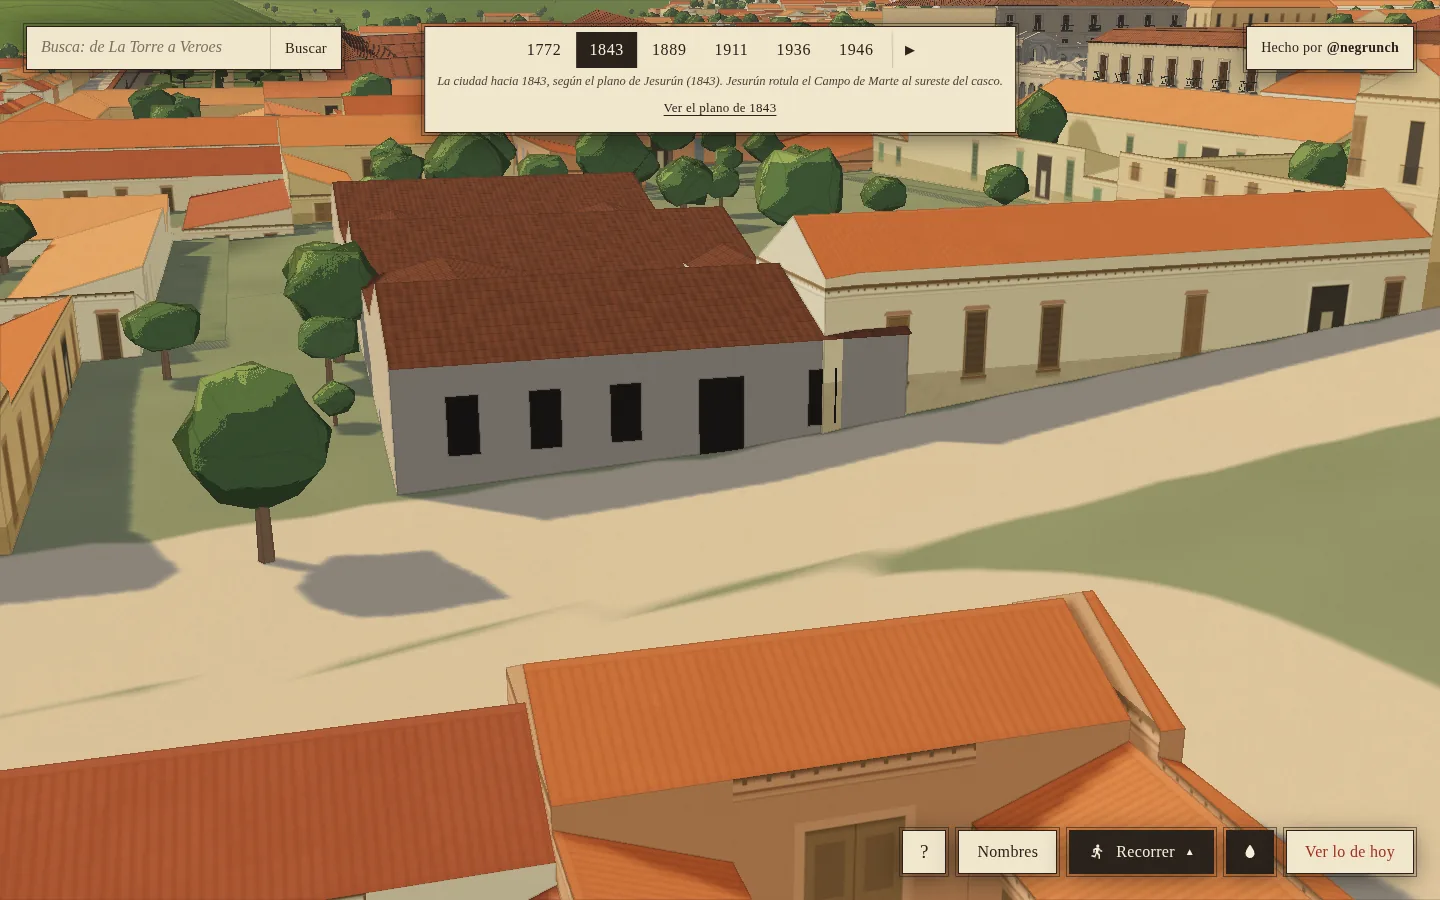 Busca: de La Torre a Veroes
Buscar
1772 1843 1889 1911 1936 1946 ▶
La ciudad hacia 1843, según el plano de Jesurún (1843). Jesurún rotula el Campo de Marte al sureste del casco.
Ver el plano de 1843
Hecho por @negrunch
?
Nombres
Recorrer ▲
Ver lo de hoy